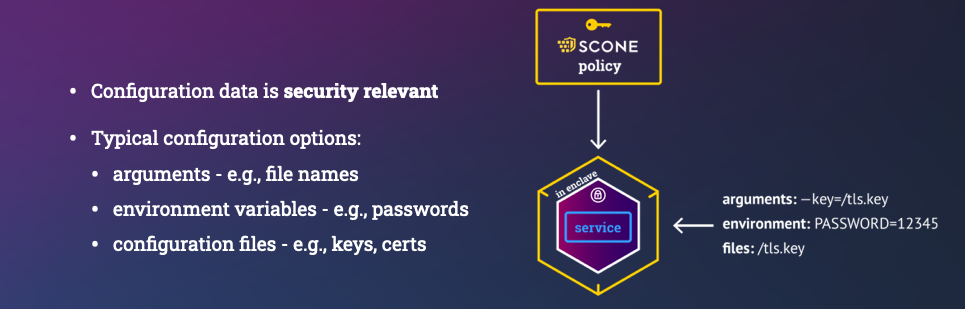 • Configuration data is security relevant
• Typical configuration options:
• arguments - e.g., file names
• environment variables - e.g., passwords
• configuration files - e.g., keys, certs
SCONE
policy
in enclave
service
arguments: —key=/tls.key
environment: PASSWORD=12345
files: /tls.key